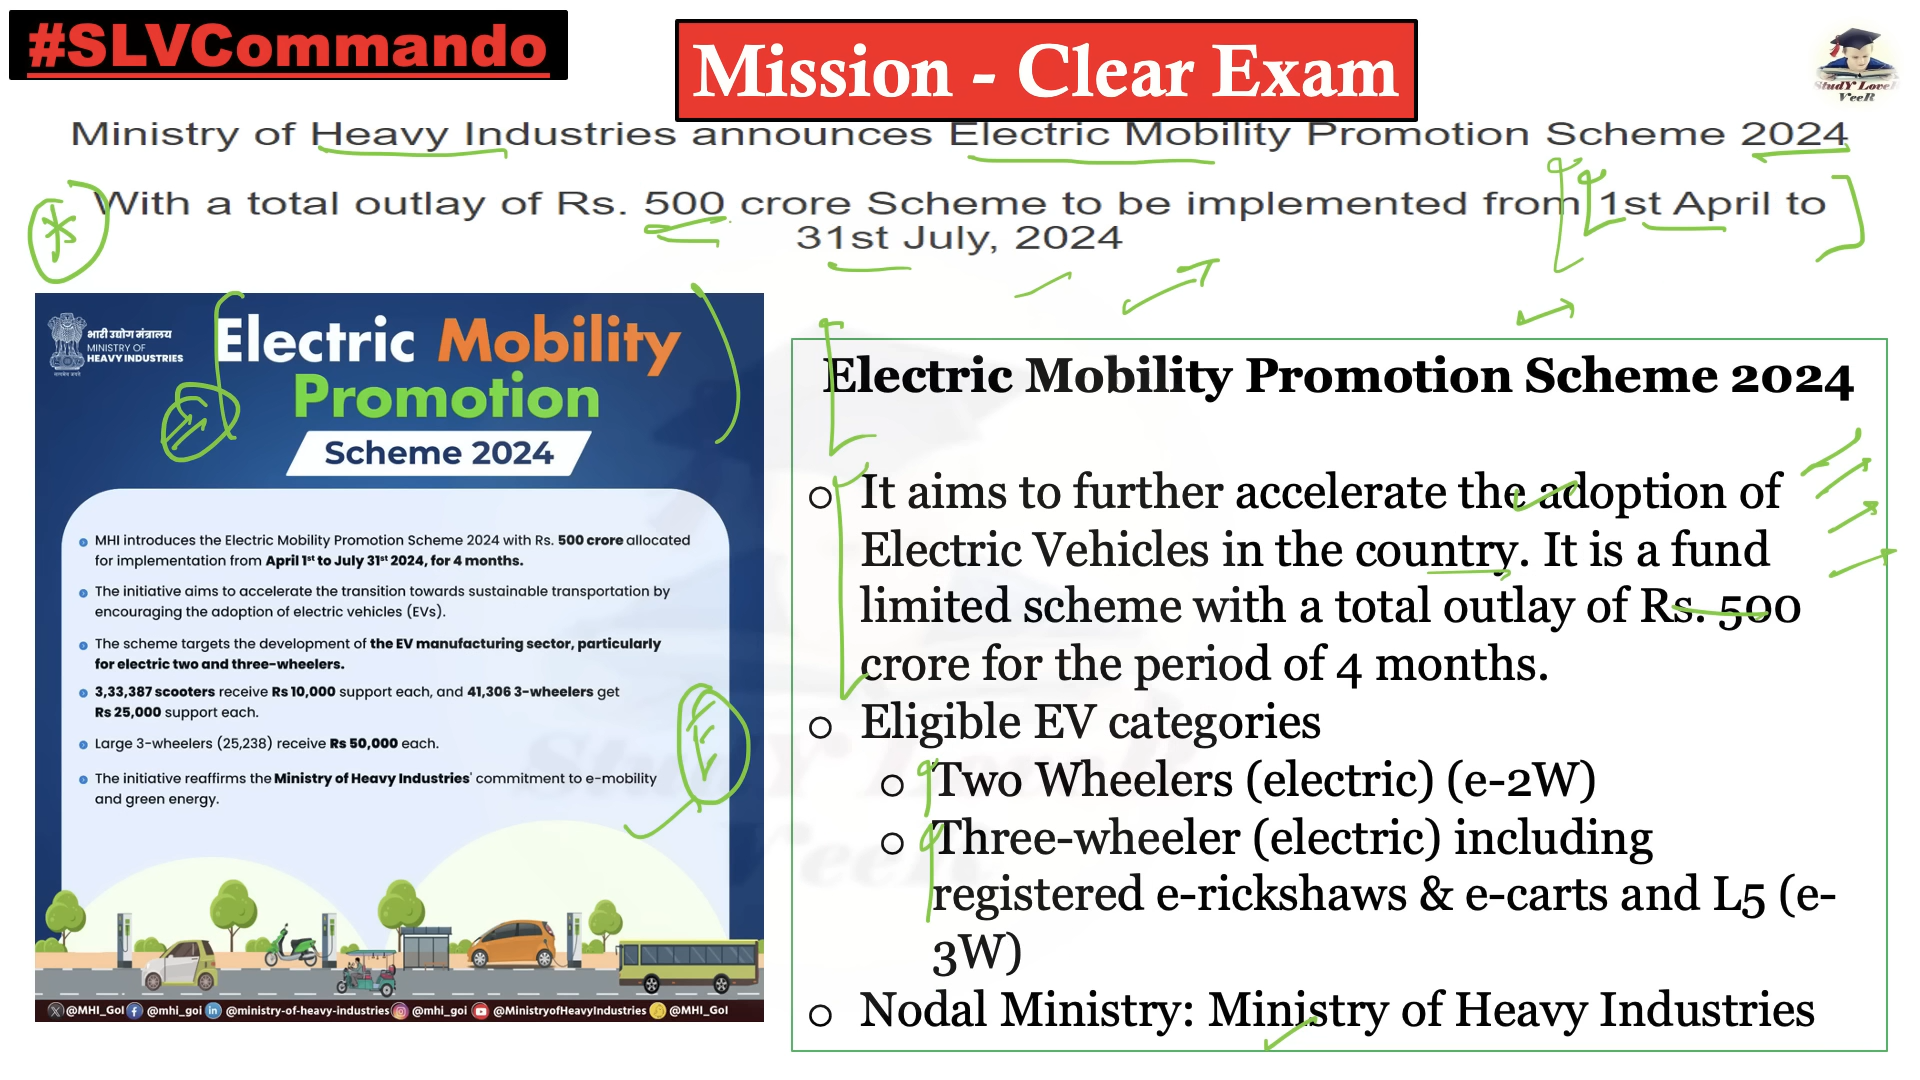 #SLVCommando
Mission - Clear Exam
StudY LoveR
VeeR
Ministry of Heavy Industries announces Electric Mobility Promotion Scheme 2024
With a total outlay of Rs. 500 crore Scheme to be implemented from 1st April to
31st July, 2024
भारी उद्योग मंत्रालय
MINISTRY OF
HEAVY INDUSTRIES
सत्यमेव जयते
Electric Mobility
Promotion
Scheme 2024
MHI introduces the Electric Mobility Promotion Scheme 2024 with Rs. 500 crore allocated
for implementation from April 1st to July 31st 2024, for 4 months.
The initiative aims to accelerate the transition towards sustainable transportation by
encouraging the adoption of electric vehicles (EVs).
The scheme targets the development of the EV manufacturing sector, particularly
for electric two and three-wheelers.
3,33,387 scooters receive Rs 10,000 support each, and 41,306 3-wheelers get
Rs 25,000 support each.
Large 3-wheelers (25,238) receive Rs 50,000 each.
The initiative reaffirms the Ministry of Heavy Industries' commitment to e-mobility
and green energy.
@MHI_GoI @mhi_goi @ministry-of-heavy-industries @mhi_goi @MinistryofHeavyIndustries @MHI_GoI
Electric Mobility Promotion Scheme 2024
It aims to further accelerate the adoption of
Electric Vehicles in the country. It is a fund
limited scheme with a total outlay of Rs. 500
crore for the period of 4 months.
Eligible EV categories
Two Wheelers (electric) (e-2W)
Three-wheeler (electric) including
registered e-rickshaws & e-carts and L5 (e-
3W)
Nodal Ministry: Ministry of Heavy Industries
StudY LoveR
VeeR